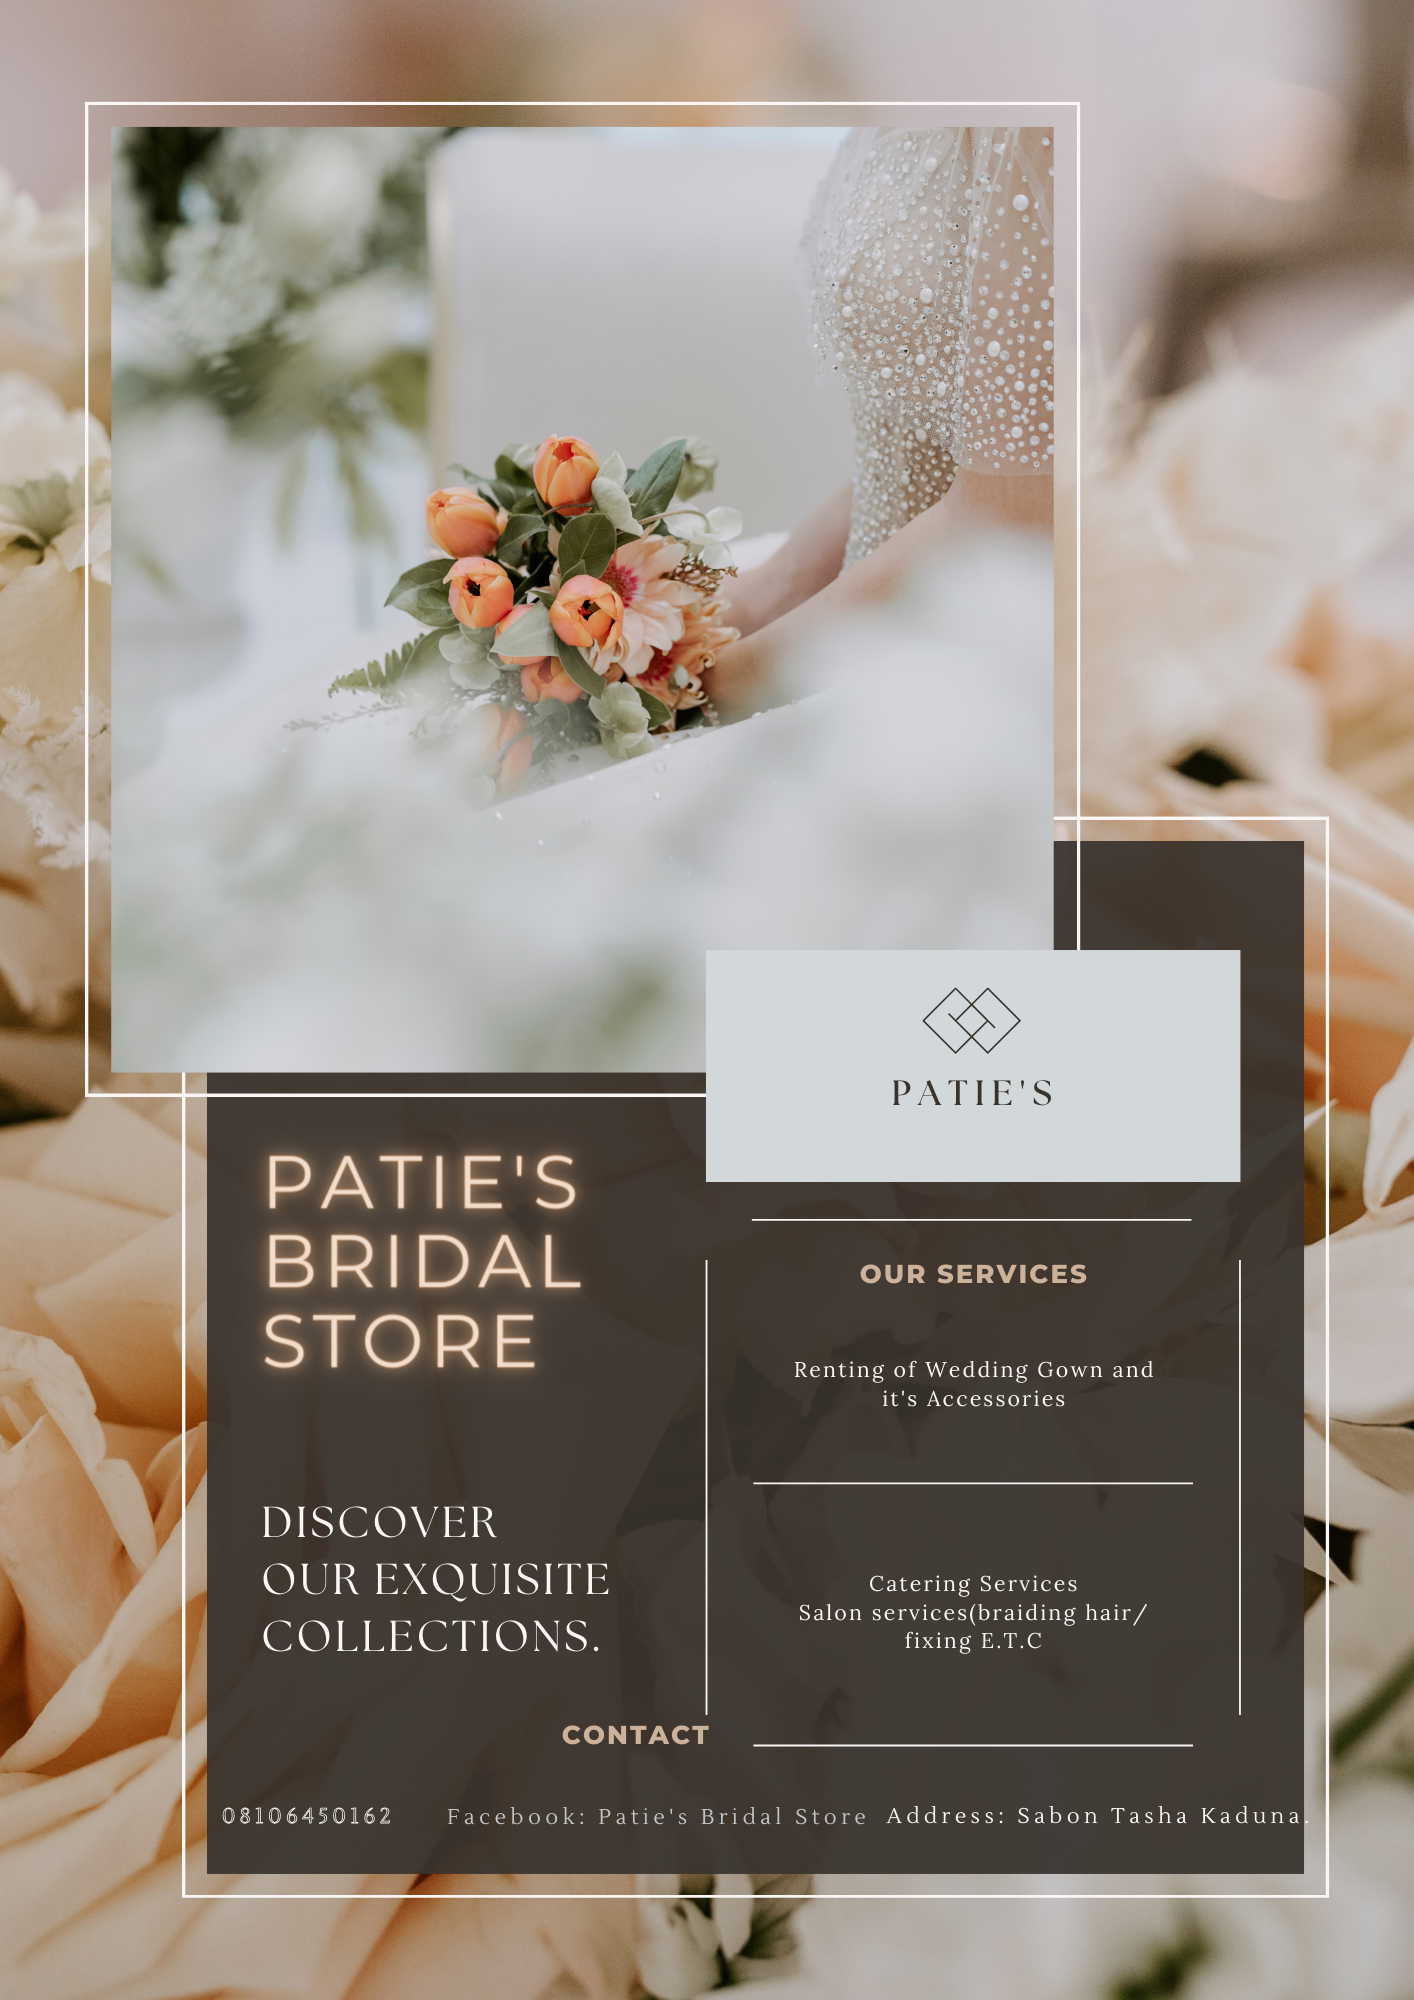 PATIE'S
PATIE'S
BRIDAL
STORE
DISCOVER
OUR EXQUISITE
COLLECTIONS.
OUR SERVICES
Renting of Wedding Gown and
it's Accessories
Catering Services
Salon services(braiding hair/
fixing E.T.C
CONTACT
08106450162
Facebook: Patie's Bridal Store
Address: Sabon Tasha Kaduna.